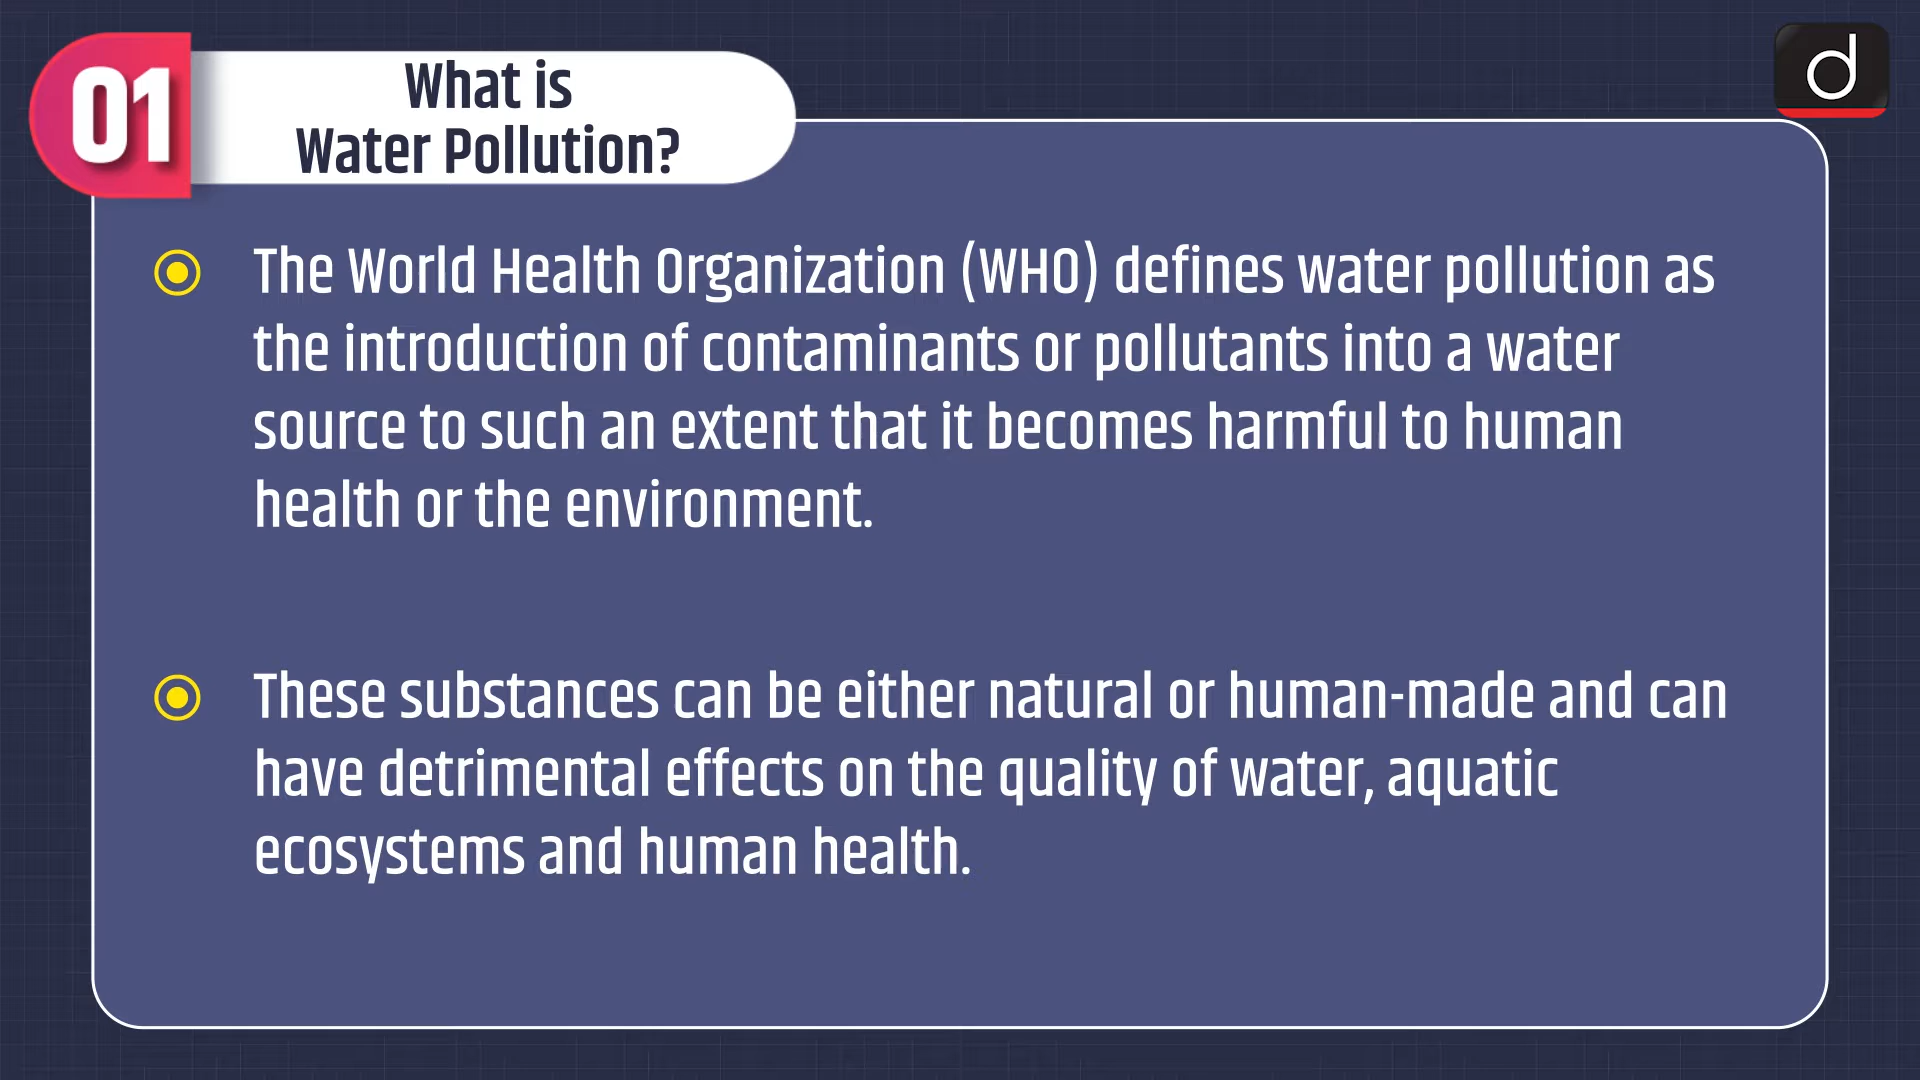 01
What is
Water Pollution?
d
The World Health Organization (WHO) defines water pollution as
the introduction of contaminants or pollutants into a water
source to such an extent that it becomes harmful to human
health or the environment.
These substances can be either natural or human-made and can
have detrimental effects on the quality of water, aquatic
ecosystems and human health.